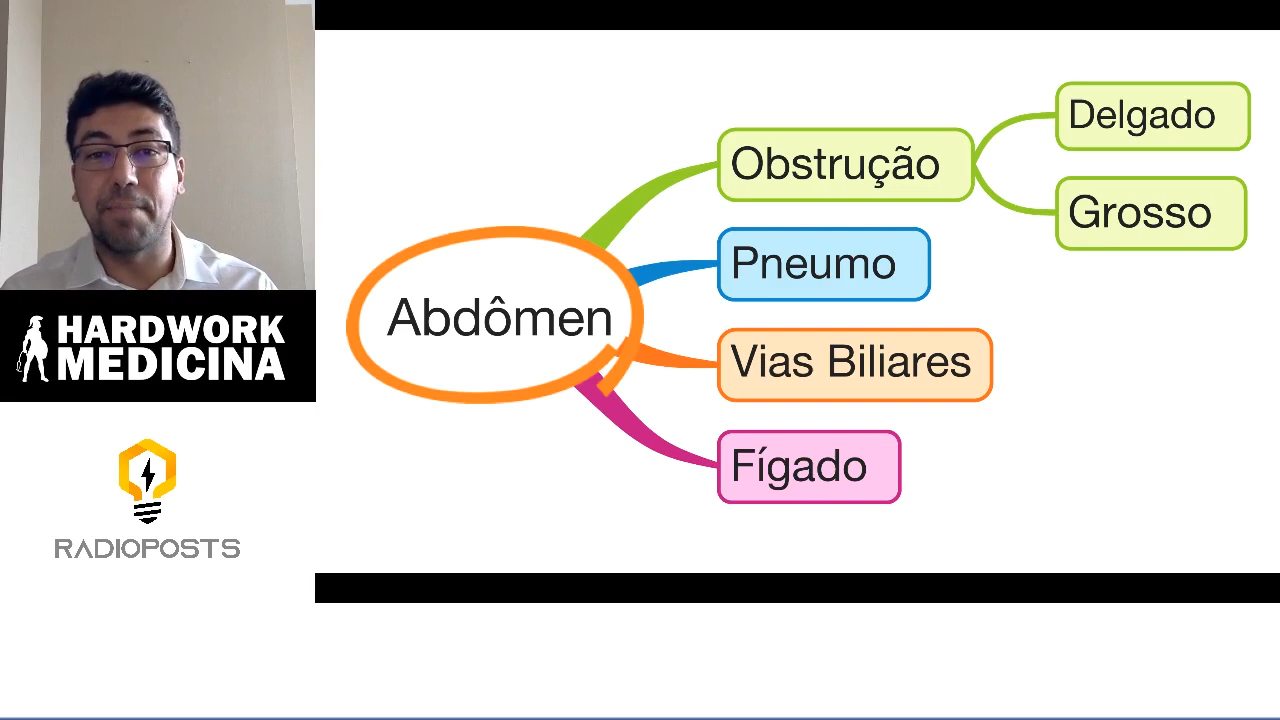 HARDWORK
MEDICINA
RADIOPOSTS
Abdômen
Obstrução
Delgado
Grosso
Pneumo
Vias Biliares
Fígado